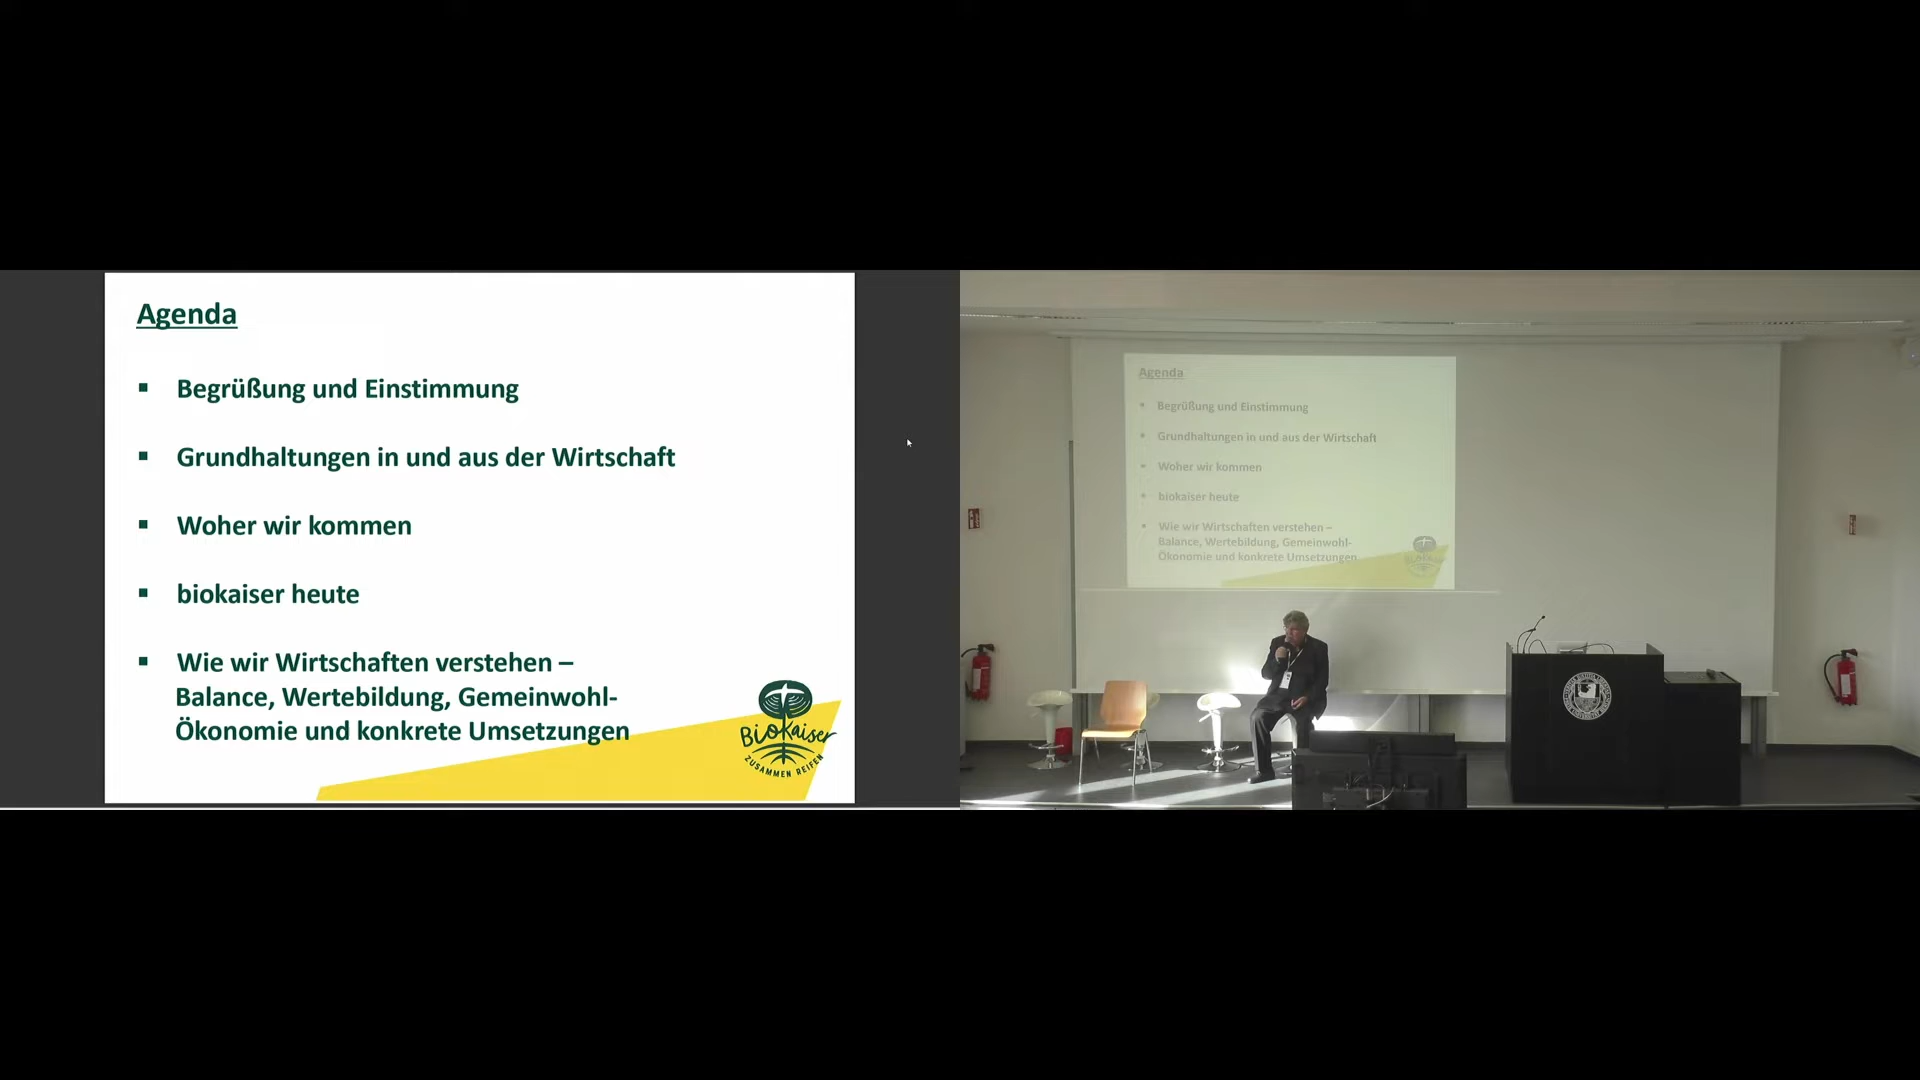 Agenda
▪ Begrüßung und Einstimmung
▪ Grundhaltungen in und aus der Wirtschaft
▪ Woher wir kommen
▪ biokaiser heute
▪ Wie wir Wirtschaften verstehen –
Balance, Wertebildung, Gemeinwohl-
Ökonomie und konkrete Umsetzungen
Biokaiser
ZUSAMMEN REIFEN
Agenda
• Begrüßung und Einstimmung
• Grundhaltungen in und aus der Wirtschaft
• Woher wir kommen
• biokaiser heute
• Wie wir Wirtschaften verstehen –
Balance, Wertebildung, Gemeinwohl-
Ökonomie und konkrete Umsetzungen